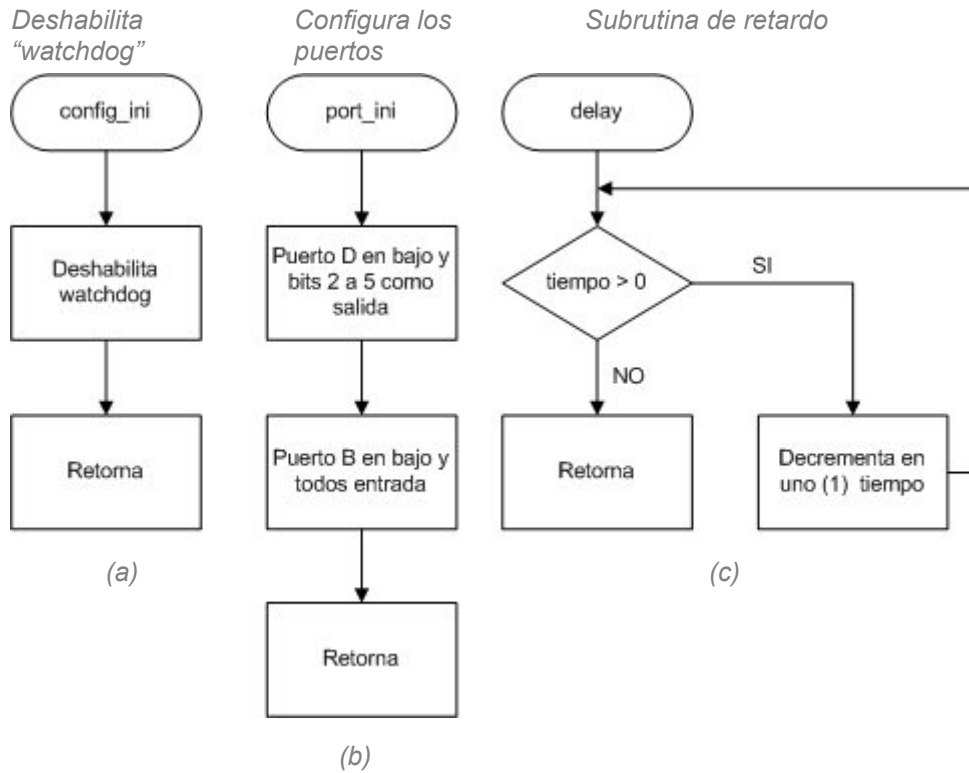 Deshabilita
“watchdog”
config_ini
Deshabilita
watchdog
Retorna
(a)
Configura los
puertos
port_ini
Puerto D en bajo y
bits 2 a 5 como
salida
Puerto B en bajo y
todos entrada
Retorna
(b)
Subrutina de retardo
delay
tiempo > 0
SI
NO
Retorna
Decrementa en
uno (1) tiempo
(c)